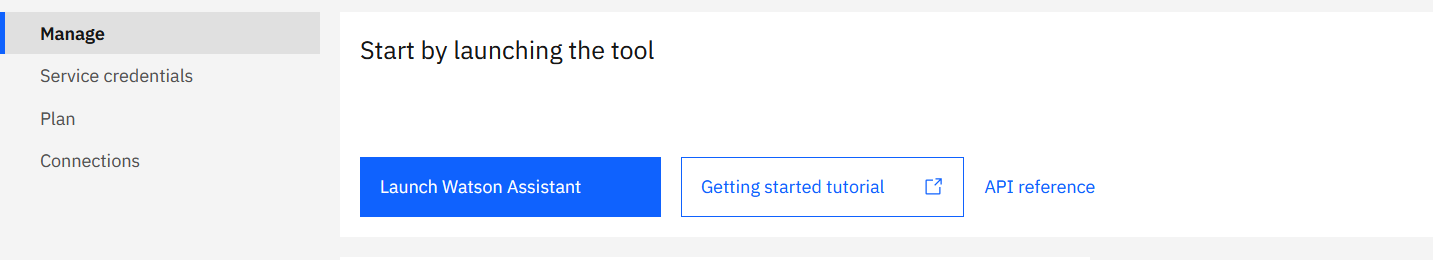 Manage
Service credentials
Plan
Connections
Start by launching the tool
Launch Watson Assistant
Getting started tutorial
API reference